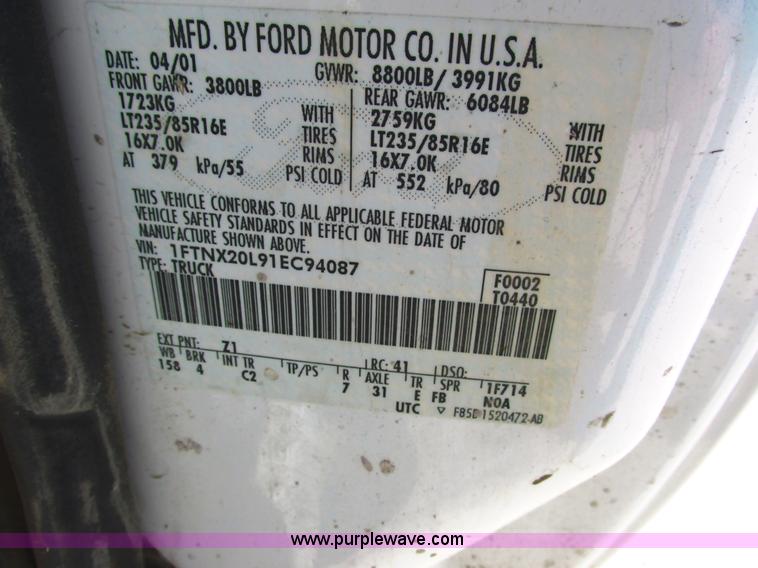 MFD. BY FORD MOTOR CO. IN U.S.A.
DATE: 04/01 GVWR: 8800LB/ 3991KG
FRONT GAWR: 3800LB REAR GAWR: 6084LB
1723KG WITH 2759KG WITH
LT235/85R16E TIRES LT235/85R16E TIRES
16X7.0K RIMS 16X7.0K RIMS
AT 379 kPa/55 PSI COLD AT 552 kPa/80 PSI COLD
THIS VEHICLE CONFORMS TO ALL APPLICABLE FEDERAL MOTOR
VEHICLE SAFETY STANDARDS IN EFFECT ON THE DATE OF
MANUFACTURE SHOWN ABOVE.
VIN: 1FTNX20L91EC94087
TYPE: TRUCK
F0002
T0440
EXT PNT: Z1 RC: 41 DSO:
WB BRK INT TR TP/PS R AXLE TR SPR 1F714
158 4 C2 7 31 E FB NOA
UTC F85B 1520472-AB
www.purplewave.com